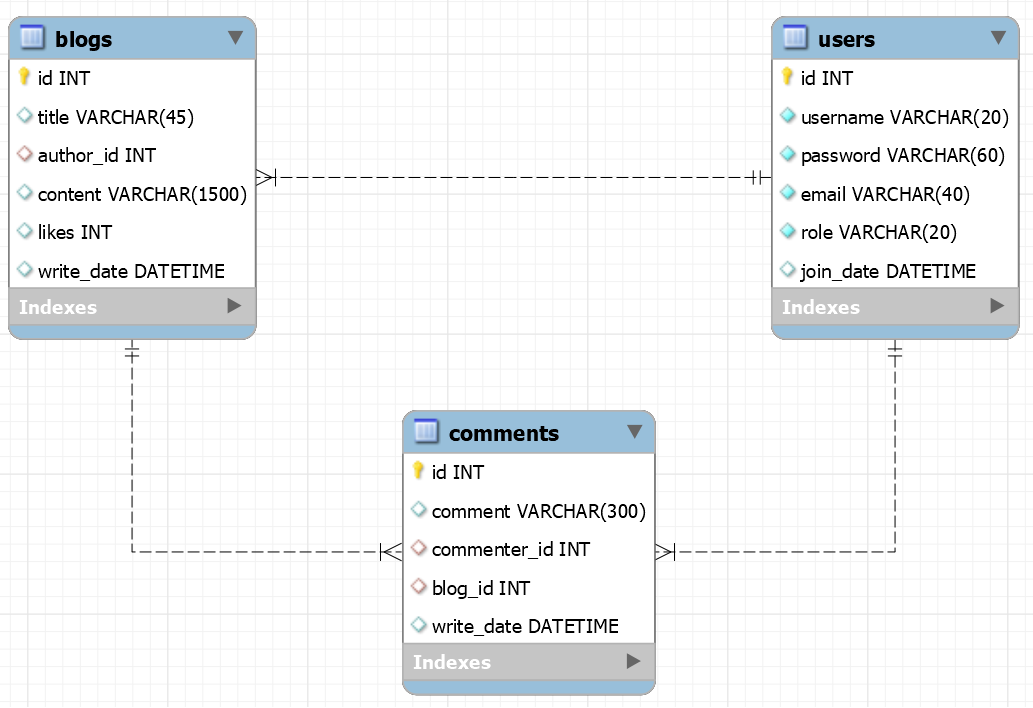 blogs
id INT
title VARCHAR(45)
author_id INT
content VARCHAR(1500)
likes INT
write_date DATETIME
Indexes
users
id INT
username VARCHAR(20)
password VARCHAR(60)
email VARCHAR(40)
role VARCHAR(20)
join_date DATETIME
Indexes
comments
id INT
comment VARCHAR(300)
commenter_id INT
blog_id INT
write_date DATETIME
Indexes